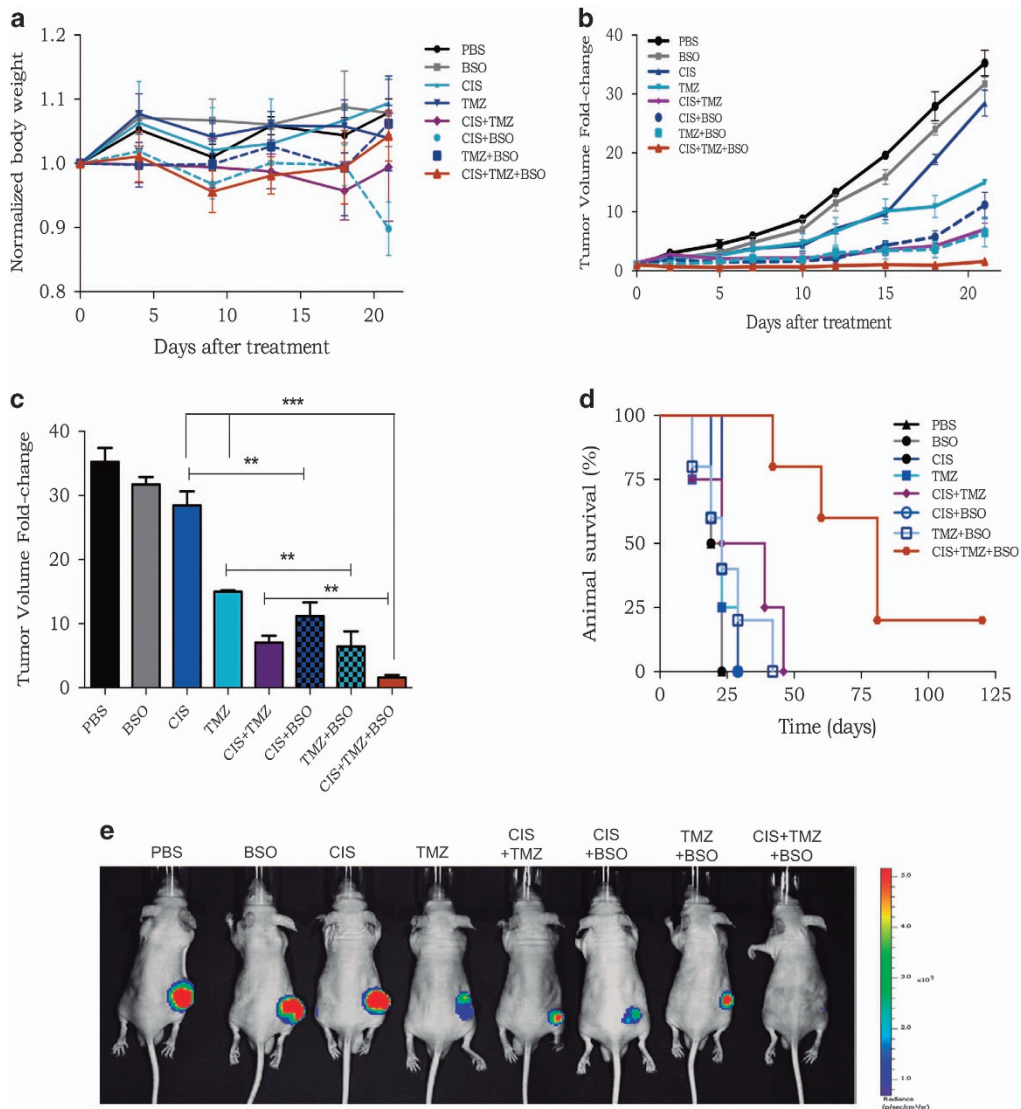 a
Normalized body weight
1.2
1.1
1.0
0.9
0.8
0
5
10
15
20
Days after treatment
PBS
BSO
CIS
TMZ
CIS+TMZ
CIS+BSO
TMZ+BSO
CIS+TMZ+BSO
b
Tumor Volume Fold-change
40
30
20
10
0
0
5
10
15
20
Days after treatment
PBS
BSO
CIS
TMZ
CIS+TMZ
CIS+BSO
TMZ+BSO
CIS+TMZ+BSO
c
Tumor Volume Fold-change
40
30
20
10
0
***
**
**
**
PBS
BSO
CIS
TMZ
CIS+TMZ
CIS+BSO
TMZ+BSO
CIS+TMZ+BSO
d
Animal survival (%)
100
75
50
25
0
0
25
50
75
100
125
Time (days)
PBS
BSO
CIS
TMZ
CIS+TMZ
CIS+BSO
TMZ+BSO
CIS+TMZ+BSO
e
PBS
BSO
CIS
TMZ
CIS
+TMZ
CIS
+BSO
TMZ
+BSO
CIS+TMZ
+BSO
5.0
4.0
3.0
×10⁹
2.0
1.0
Radiance
(p/sec/cm²/sr)